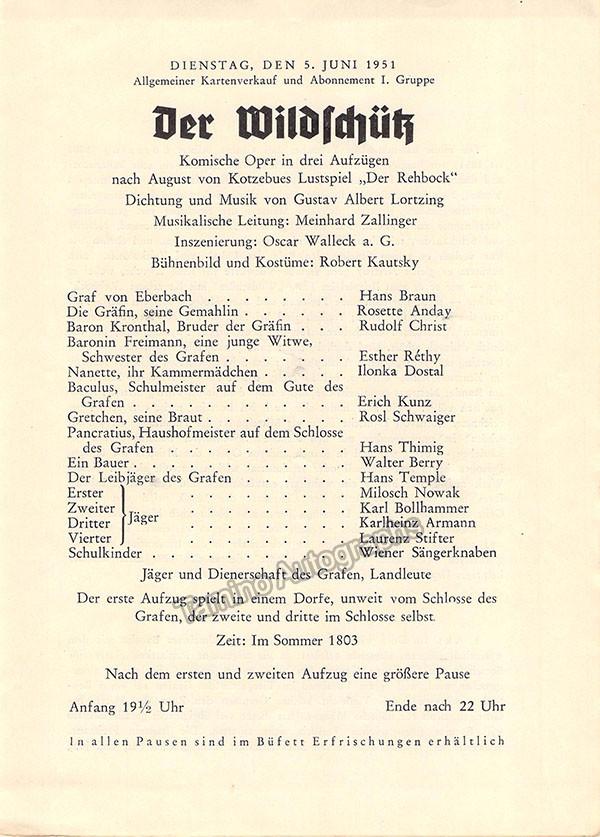 DIENSTAG, DEN 5. JUNI 1951
Allgemeiner Kartenverkauf und Abonnement I. Gruppe
Der Wildschütz
Komische Oper in drei Aufzügen
nach August von Kotzebues Lustspiel „Der Rehbock“
Dichtung und Musik von Gustav Albert Lortzing
Musikalische Leitung: Meinhard Zallinger
Inszenierung: Oscar Walleck a. G.
Bühnenbild und Kostüme: Robert Kautsky
Graf von Eberbach . . . . . . . . Hans Braun
Die Gräfin, seine Gemahlin . . . . . . Rosette Anday
Baron Kronthal, Bruder der Gräfin . . . Rudolf Christ
Baronin Freimann, eine junge Witwe,
Schwester des Grafen . . . . . . . Esther Réthy
Nanette, ihr Kammermädchen . . . . . Ilonka Dostal
Baculus, Schulmeister auf dem Gute des
Grafen . . . . . . . . . . . . Erich Kunz
Gretchen, seine Braut . . . . . . . . Rosl Schwaiger
Pancratius, Haushofmeister auf dem Schlosse
des Grafen . . . . . . . . . . Hans Thimig
Ein Bauer . . . . . . . . . . . . Walter Berry
Der Leibjäger des Grafen . . . . . . Hans Temple
Erster . . . . . . . . Milosch Nowak
Zweiter . . . . . . . . Karl Bollhammer
Jäger
Dritter . . . . . . . . Karlheinz Armann
Vierter . . . . . . . . Laurenz Stifter
Schulkinder . . . . . . . . . . . Wiener Sängerknaben
Jäger und Dienerschaft des Grafen, Landleute
Der erste Aufzug spielt in einem Dorfe, unweit vom Schlosse des
Grafen, der zweite und dritte im Schlosse selbst
Zeit: Im Sommer 1803
Nach dem ersten und zweiten Aufzug eine größere Pause
Anfang 19½ Uhr Ende nach 22 Uhr
In allen Pausen sind im Büfett Erfrischungen erhältlich
Tamino Autographs